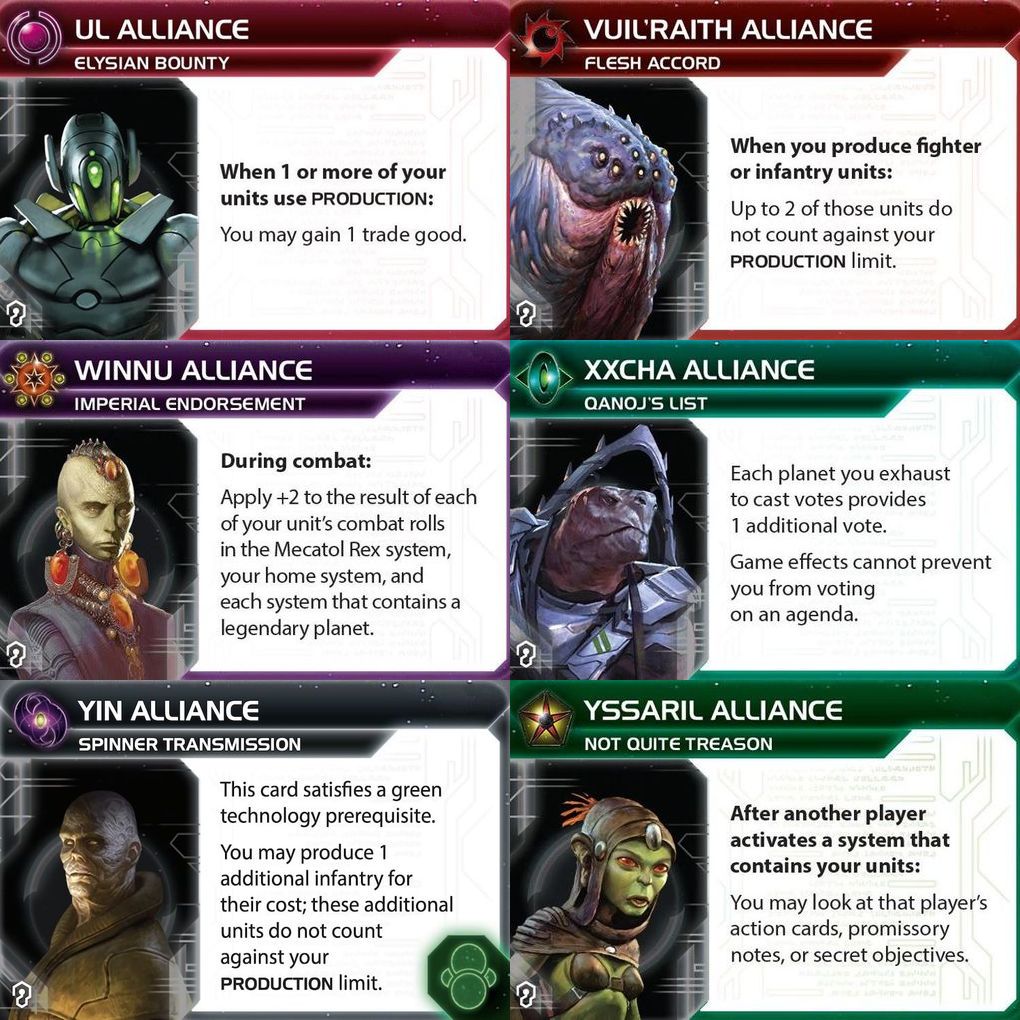 UL ALLIANCE
ELYSIAN BOUNTY
When 1 or more of your
units use PRODUCTION:
You may gain 1 trade good.
VUIL'RAITH ALLIANCE
FLESH ACCORD
When you produce fighter
or infantry units:
Up to 2 of those units do
not count against your
PRODUCTION limit.
WINNU ALLIANCE
IMPERIAL ENDORSEMENT
During combat:
Apply +2 to the result of each
of your unit's combat rolls
in the Mecatol Rex system,
your home system, and
each system that contains a
legendary planet.
XXCHA ALLIANCE
QANOJ'S LIST
Each planet you exhaust
to cast votes provides
1 additional vote.
Game effects cannot prevent
you from voting
on an agenda.
YIN ALLIANCE
SPINNER TRANSMISSION
This card satisfies a green
technology prerequisite.
You may produce 1
additional infantry for
their cost; these additional
units do not count
against your
PRODUCTION limit.
YSSARIL ALLIANCE
NOT QUITE TREASON
After another player
activates a system that
contains your units:
You may look at that player's
action cards, promissory
notes, or secret objectives.